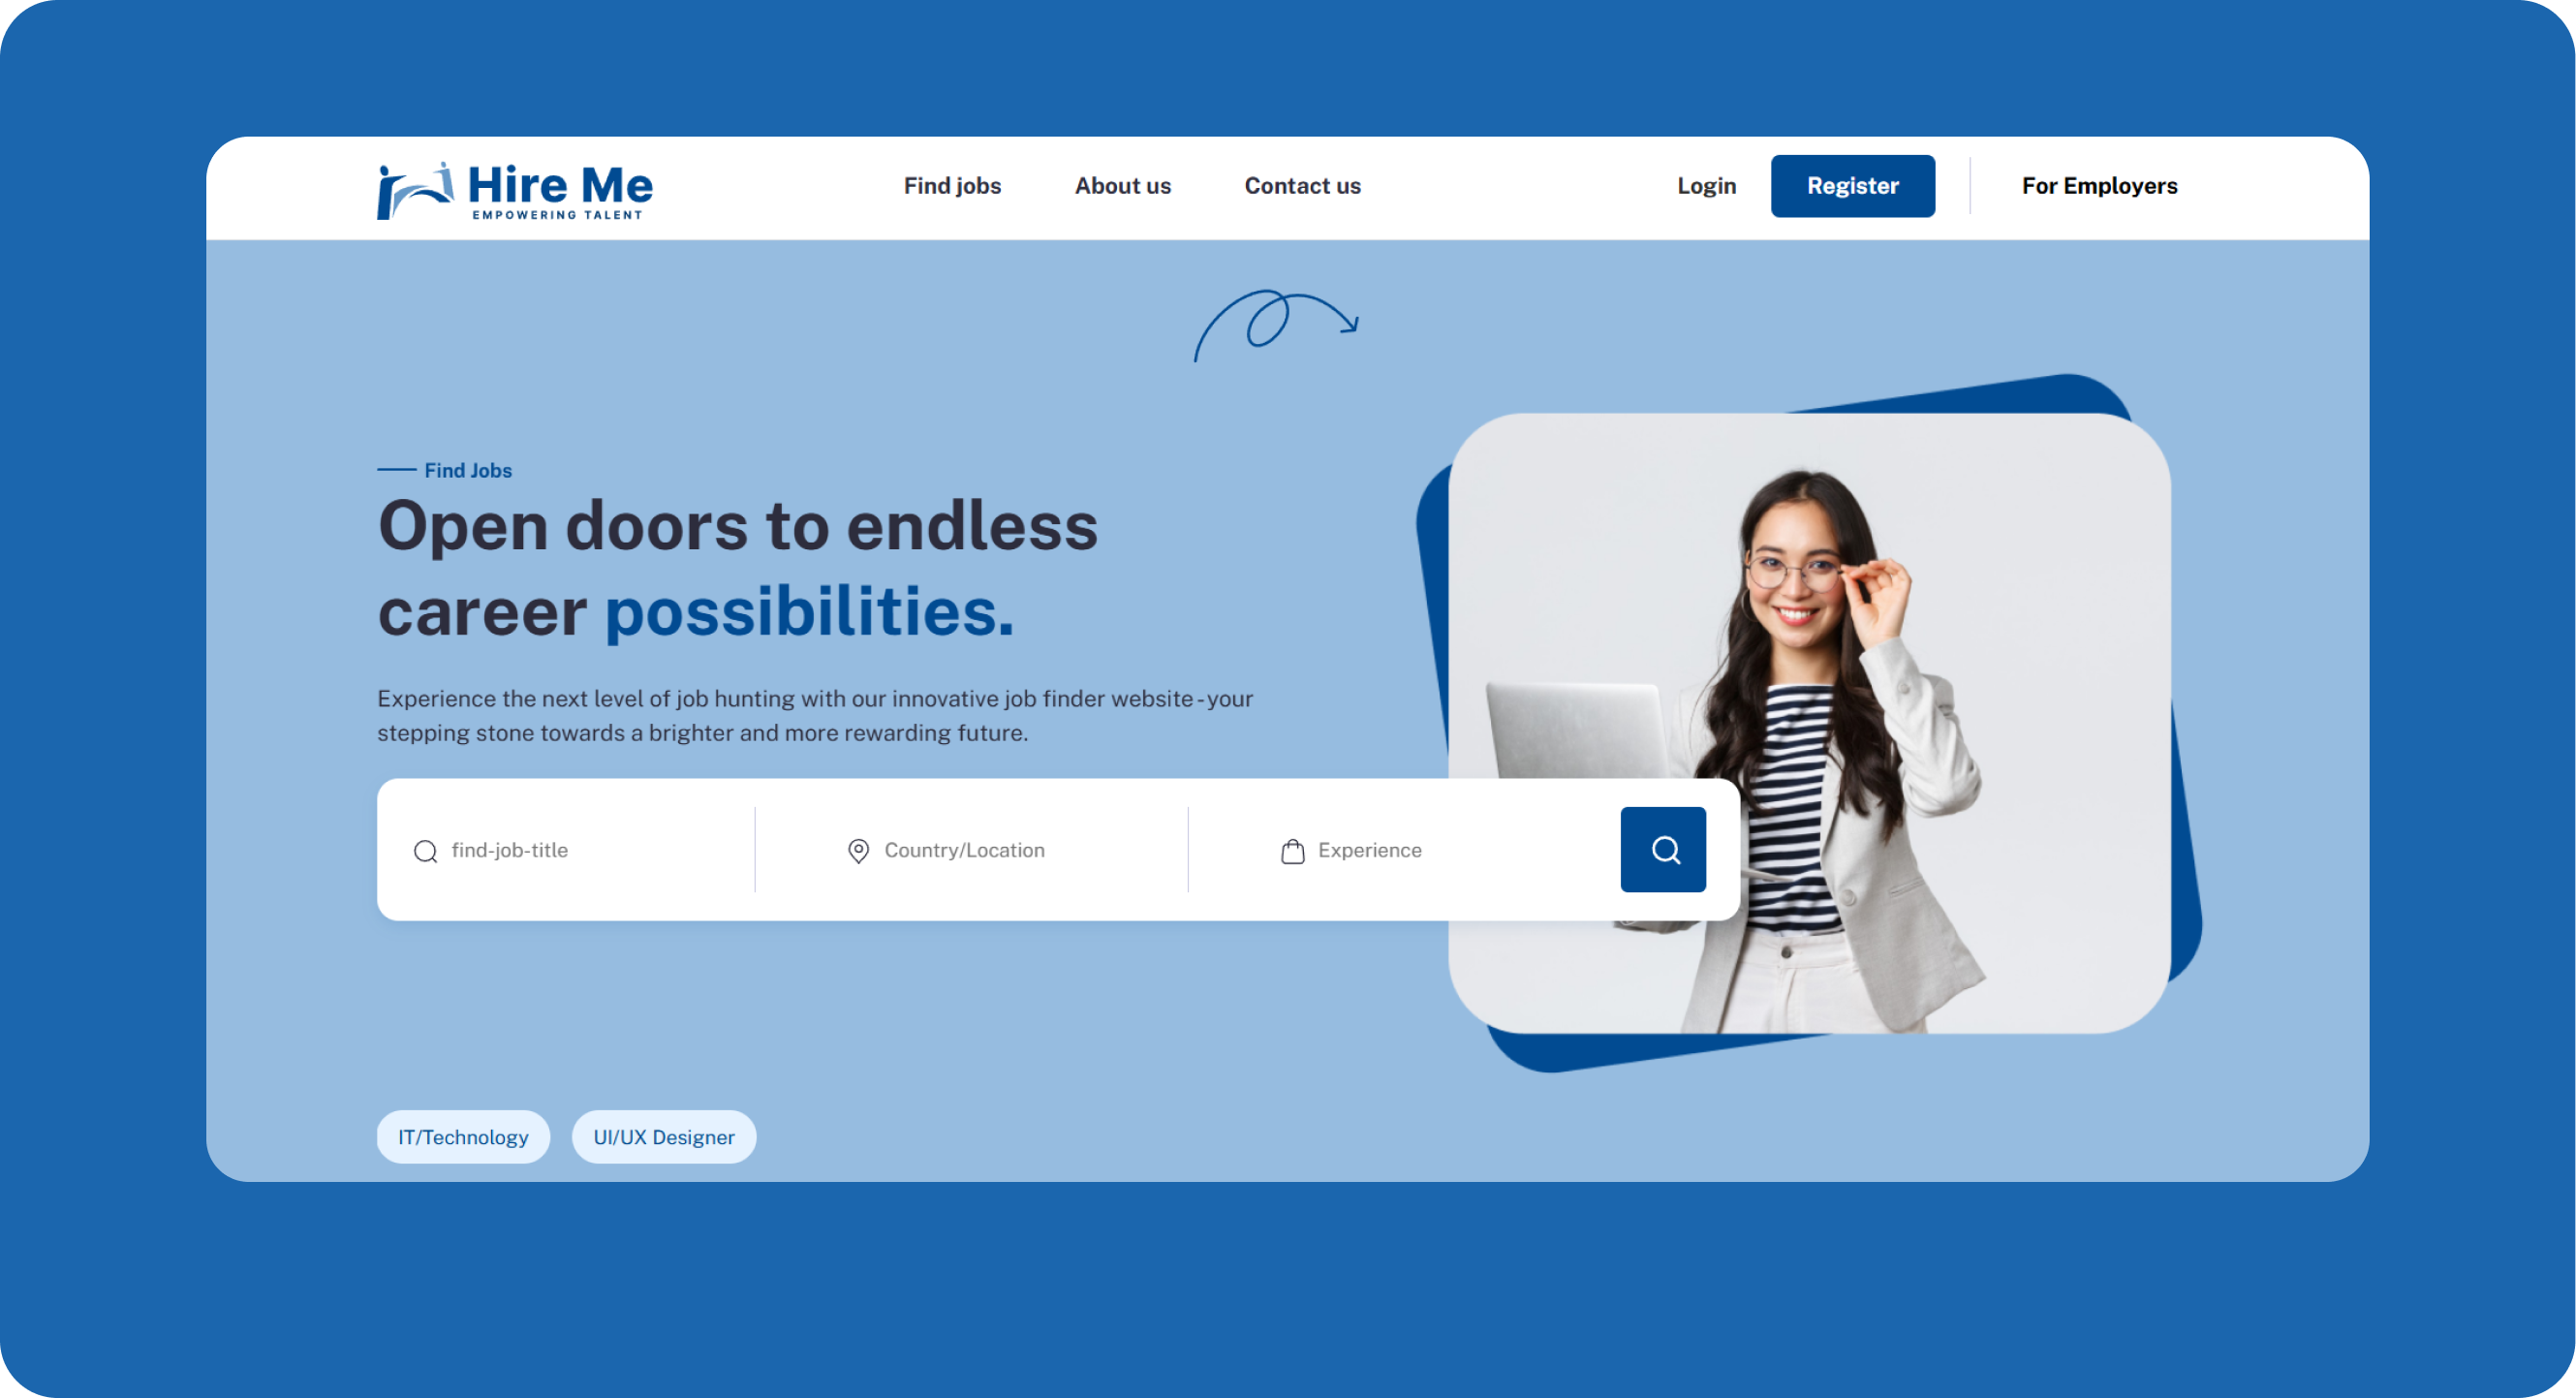 Hire Me
EMPOWERING TALENT
Find jobs
About us
Contact us
Login
Register
For Employers
Find Jobs
Open doors to endless
career possibilities.
Experience the next level of job hunting with our innovative job finder website - your
stepping stone towards a brighter and more rewarding future.
find-job-title
Country/Location
Experience
IT/Technology
UI/UX Designer